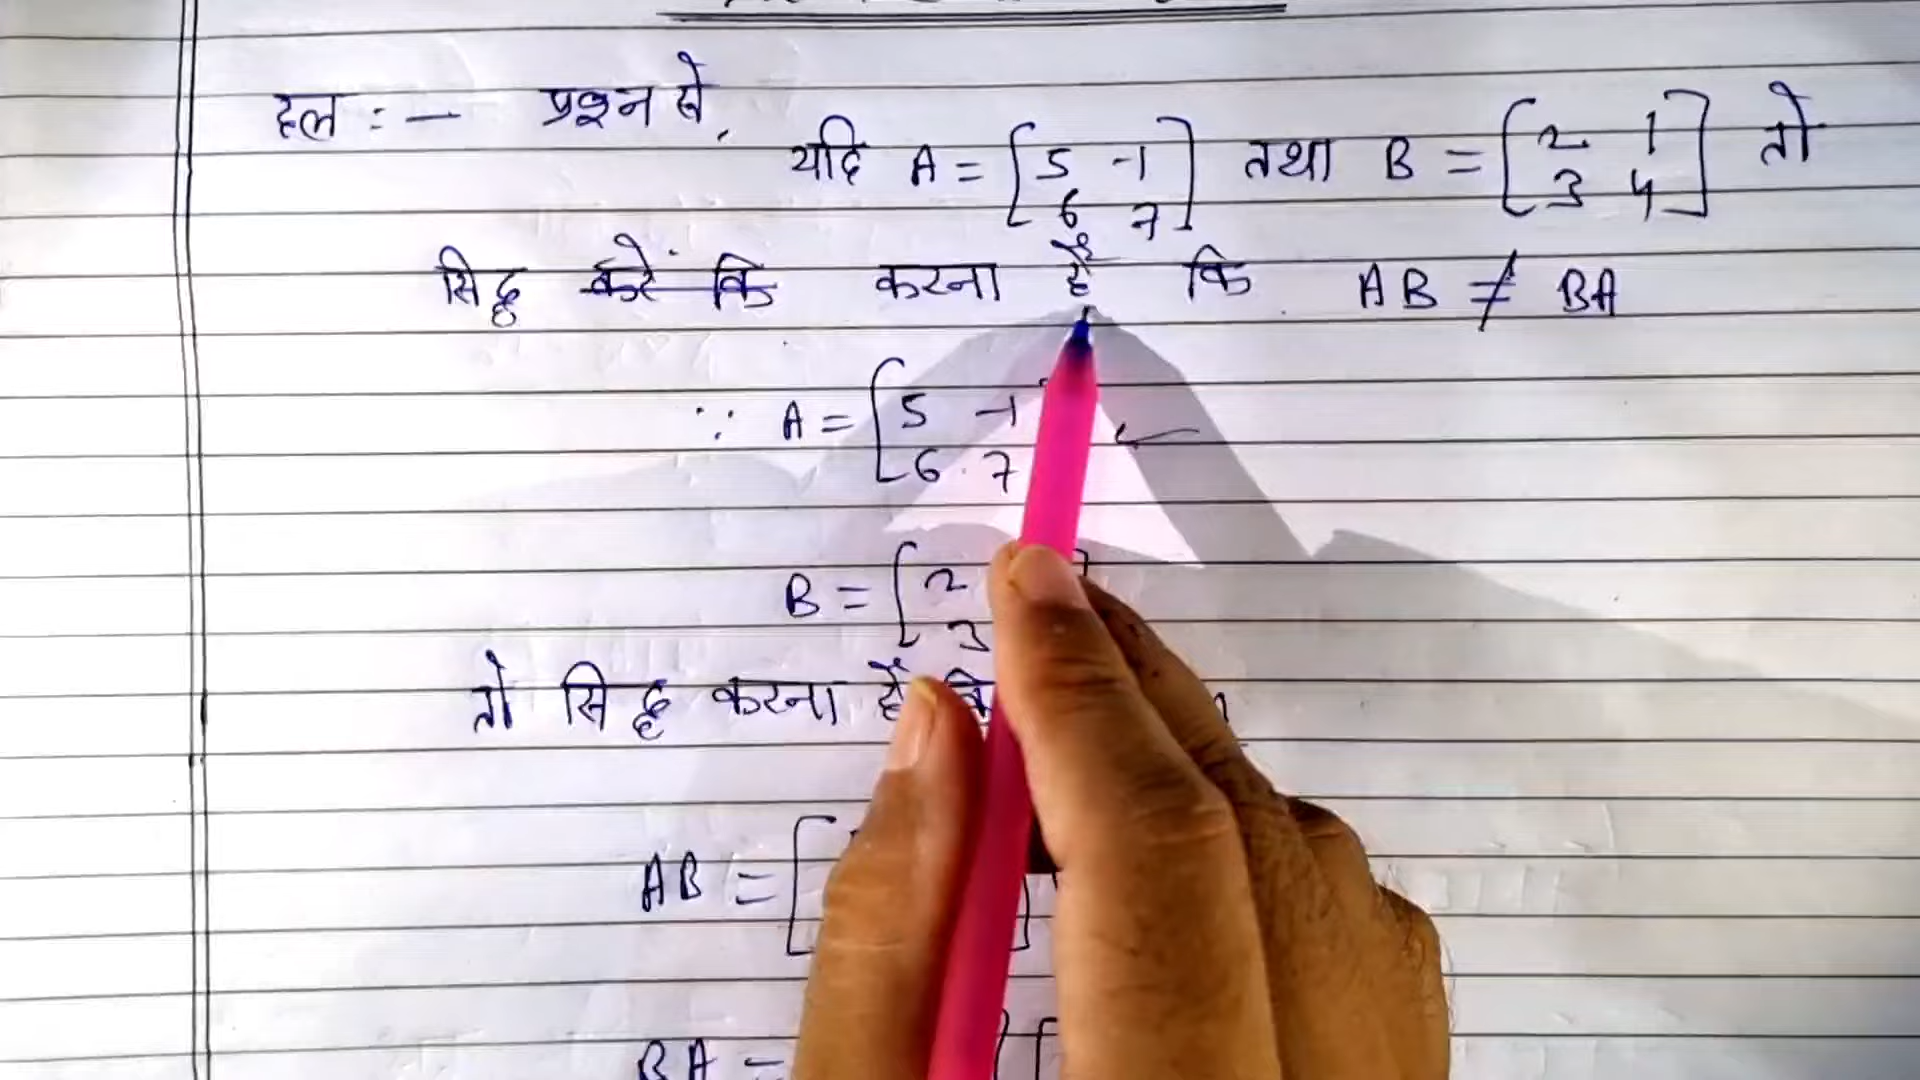 हल :- प्रश्न से,
यदि A = [5 -1 6 7] तथा B = [2 1 3 4] तो
सिद्ध करें कि करना है कि AB ≠ BA
∵ A = [5 -1
6 7
B = [2
3
तो सिद्ध करना है
AB = [
BA =